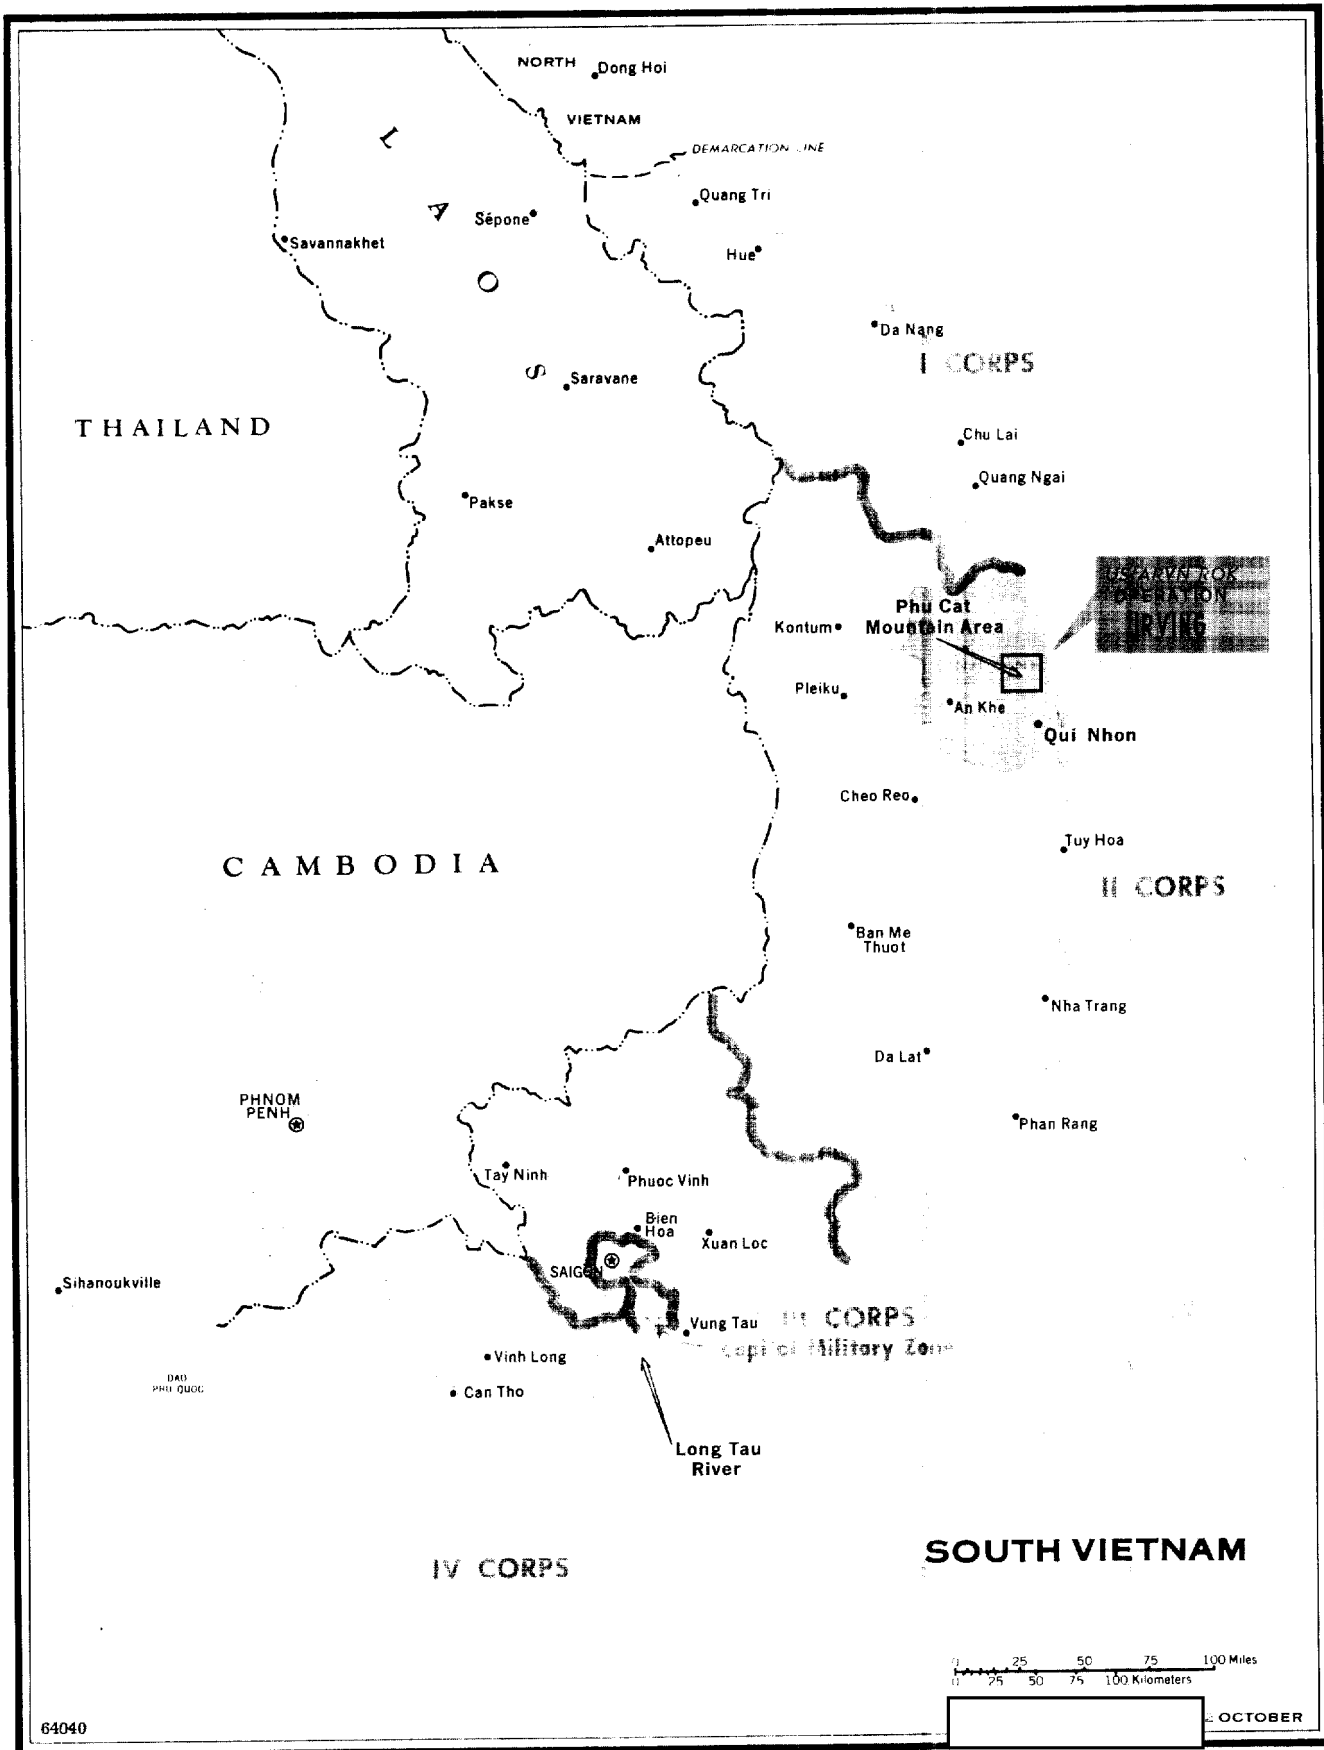 NORTH
Dong Hoi
VIETNAM
DEMARCATION LINE
L A O S
Quang Tri
Sépone
Savannakhet
Hue
Da Nang
I CORPS
Saravane
THAILAND
Chu Lai
Quang Ngai
Pakse
Attopeu
US/ARVN/ROK
OPERATION
IRVING
Phu Cat
Mountain Area
Kontum
Pleiku
An Khe
Qui Nhon
Cheo Reo
Tuy Hoa
CAMBODIA
II CORPS
Ban Me
Thuot
Nha Trang
Da Lat
PHNOM
PENH
Phan Rang
Tay Ninh
Phuoc Vinh
Bien
Hoa
Xuan Loc
SAIGON
Sihanoukville
III CORPS
Vung Tau
Capital Military Zone
Vinh Long
DAO
PHU QUOC
Can Tho
Long Tau
River
SOUTH VIETNAM
IV CORPS
0 25 50 75 100 Miles
0 25 50 75 100 Kilometers
OCTOBER
64040